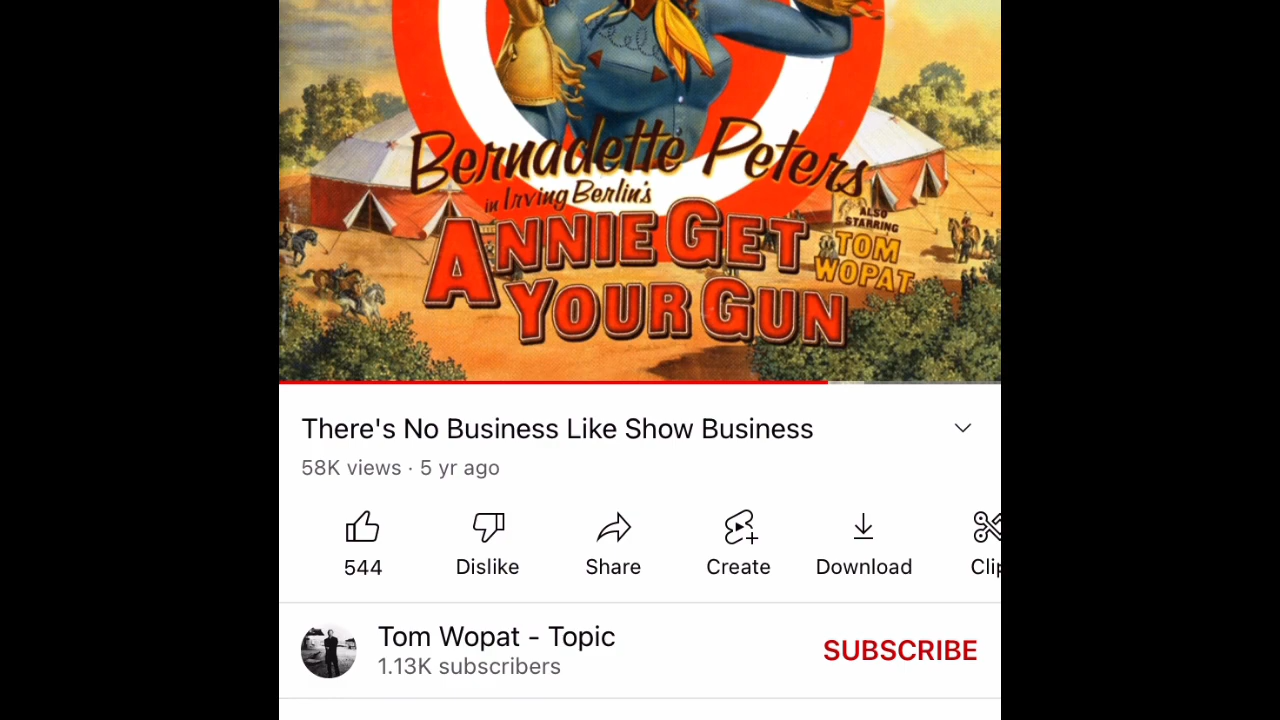 Bernadette Peters
in Irving Berlin's
ANNIE GET
YOUR GUN
ALSO
STARRING
TOM
WOPAT
There's No Business Like Show Business
58K views · 5 yr ago
544
Dislike
Share
Create
Download
Clip
Tom Wopat - Topic
1.13K subscribers
SUBSCRIBE